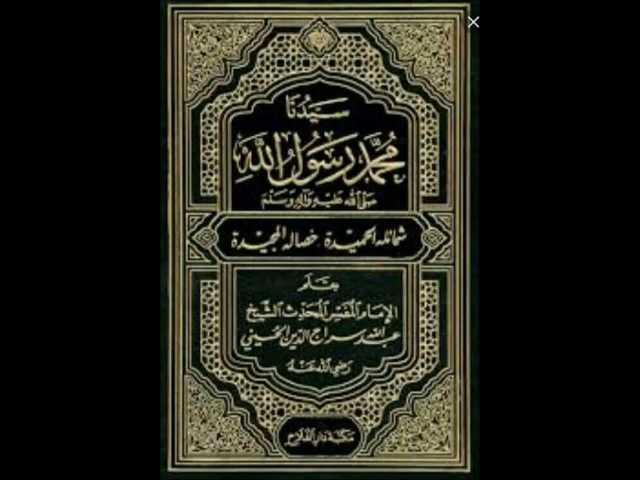 سيدنا
محمد رسول الله
صلى الله عليه وآله وسلم
شمائله الحميدة خصاله المجيدة
بقلم
الإمام المفسر المحدث الشيخ
عبد الله سراج الدين الحسيني
رضي الله عنه
مكتبة دار الفلاح